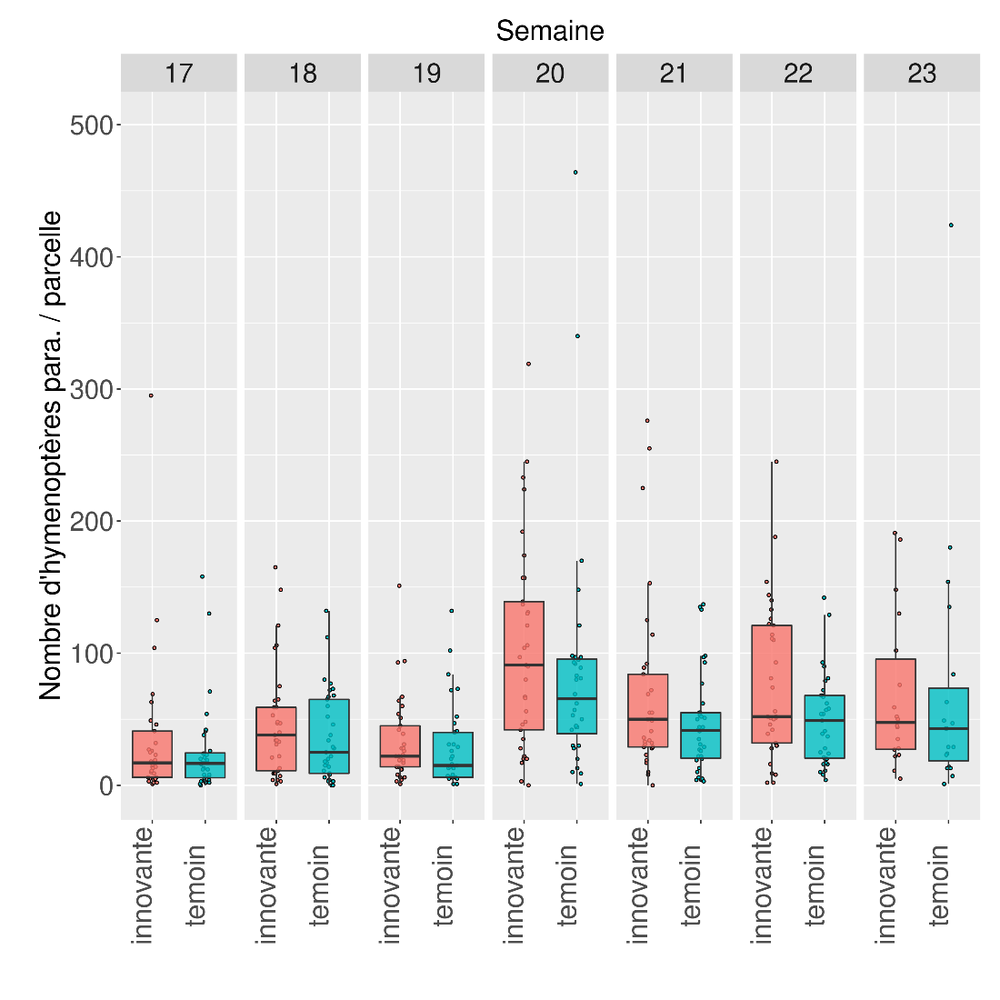 Semaine
17 18 19 20 21 22 23
Nombre d'hymenoptères para. / parcelle
500
400
300
200
100
0
innovante temoin innovante temoin innovante temoin innovante temoin innovante temoin innovante temoin innovante temoin